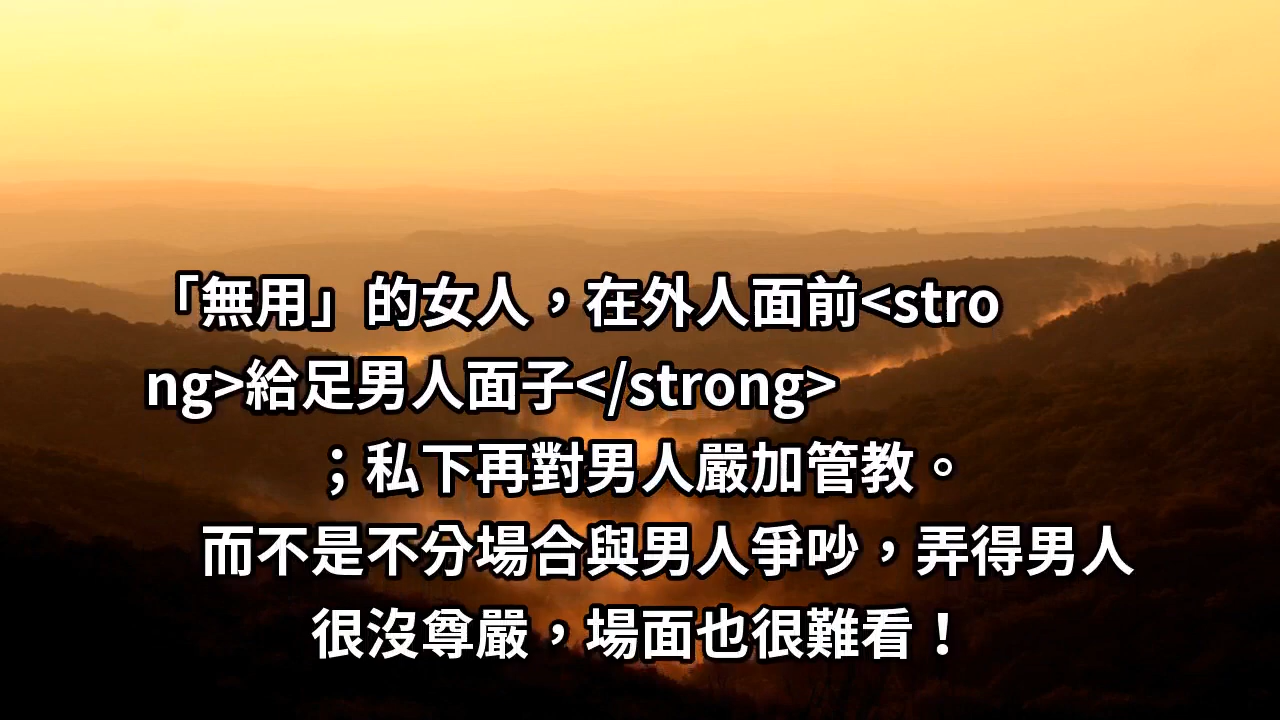 「無用」的女人，在外人面前<stro
ng>給足男人面子</strong>
；私下再對男人嚴加管教。
而不是不分場合與男人爭吵，弄得男人
很沒尊嚴，場面也很難看！